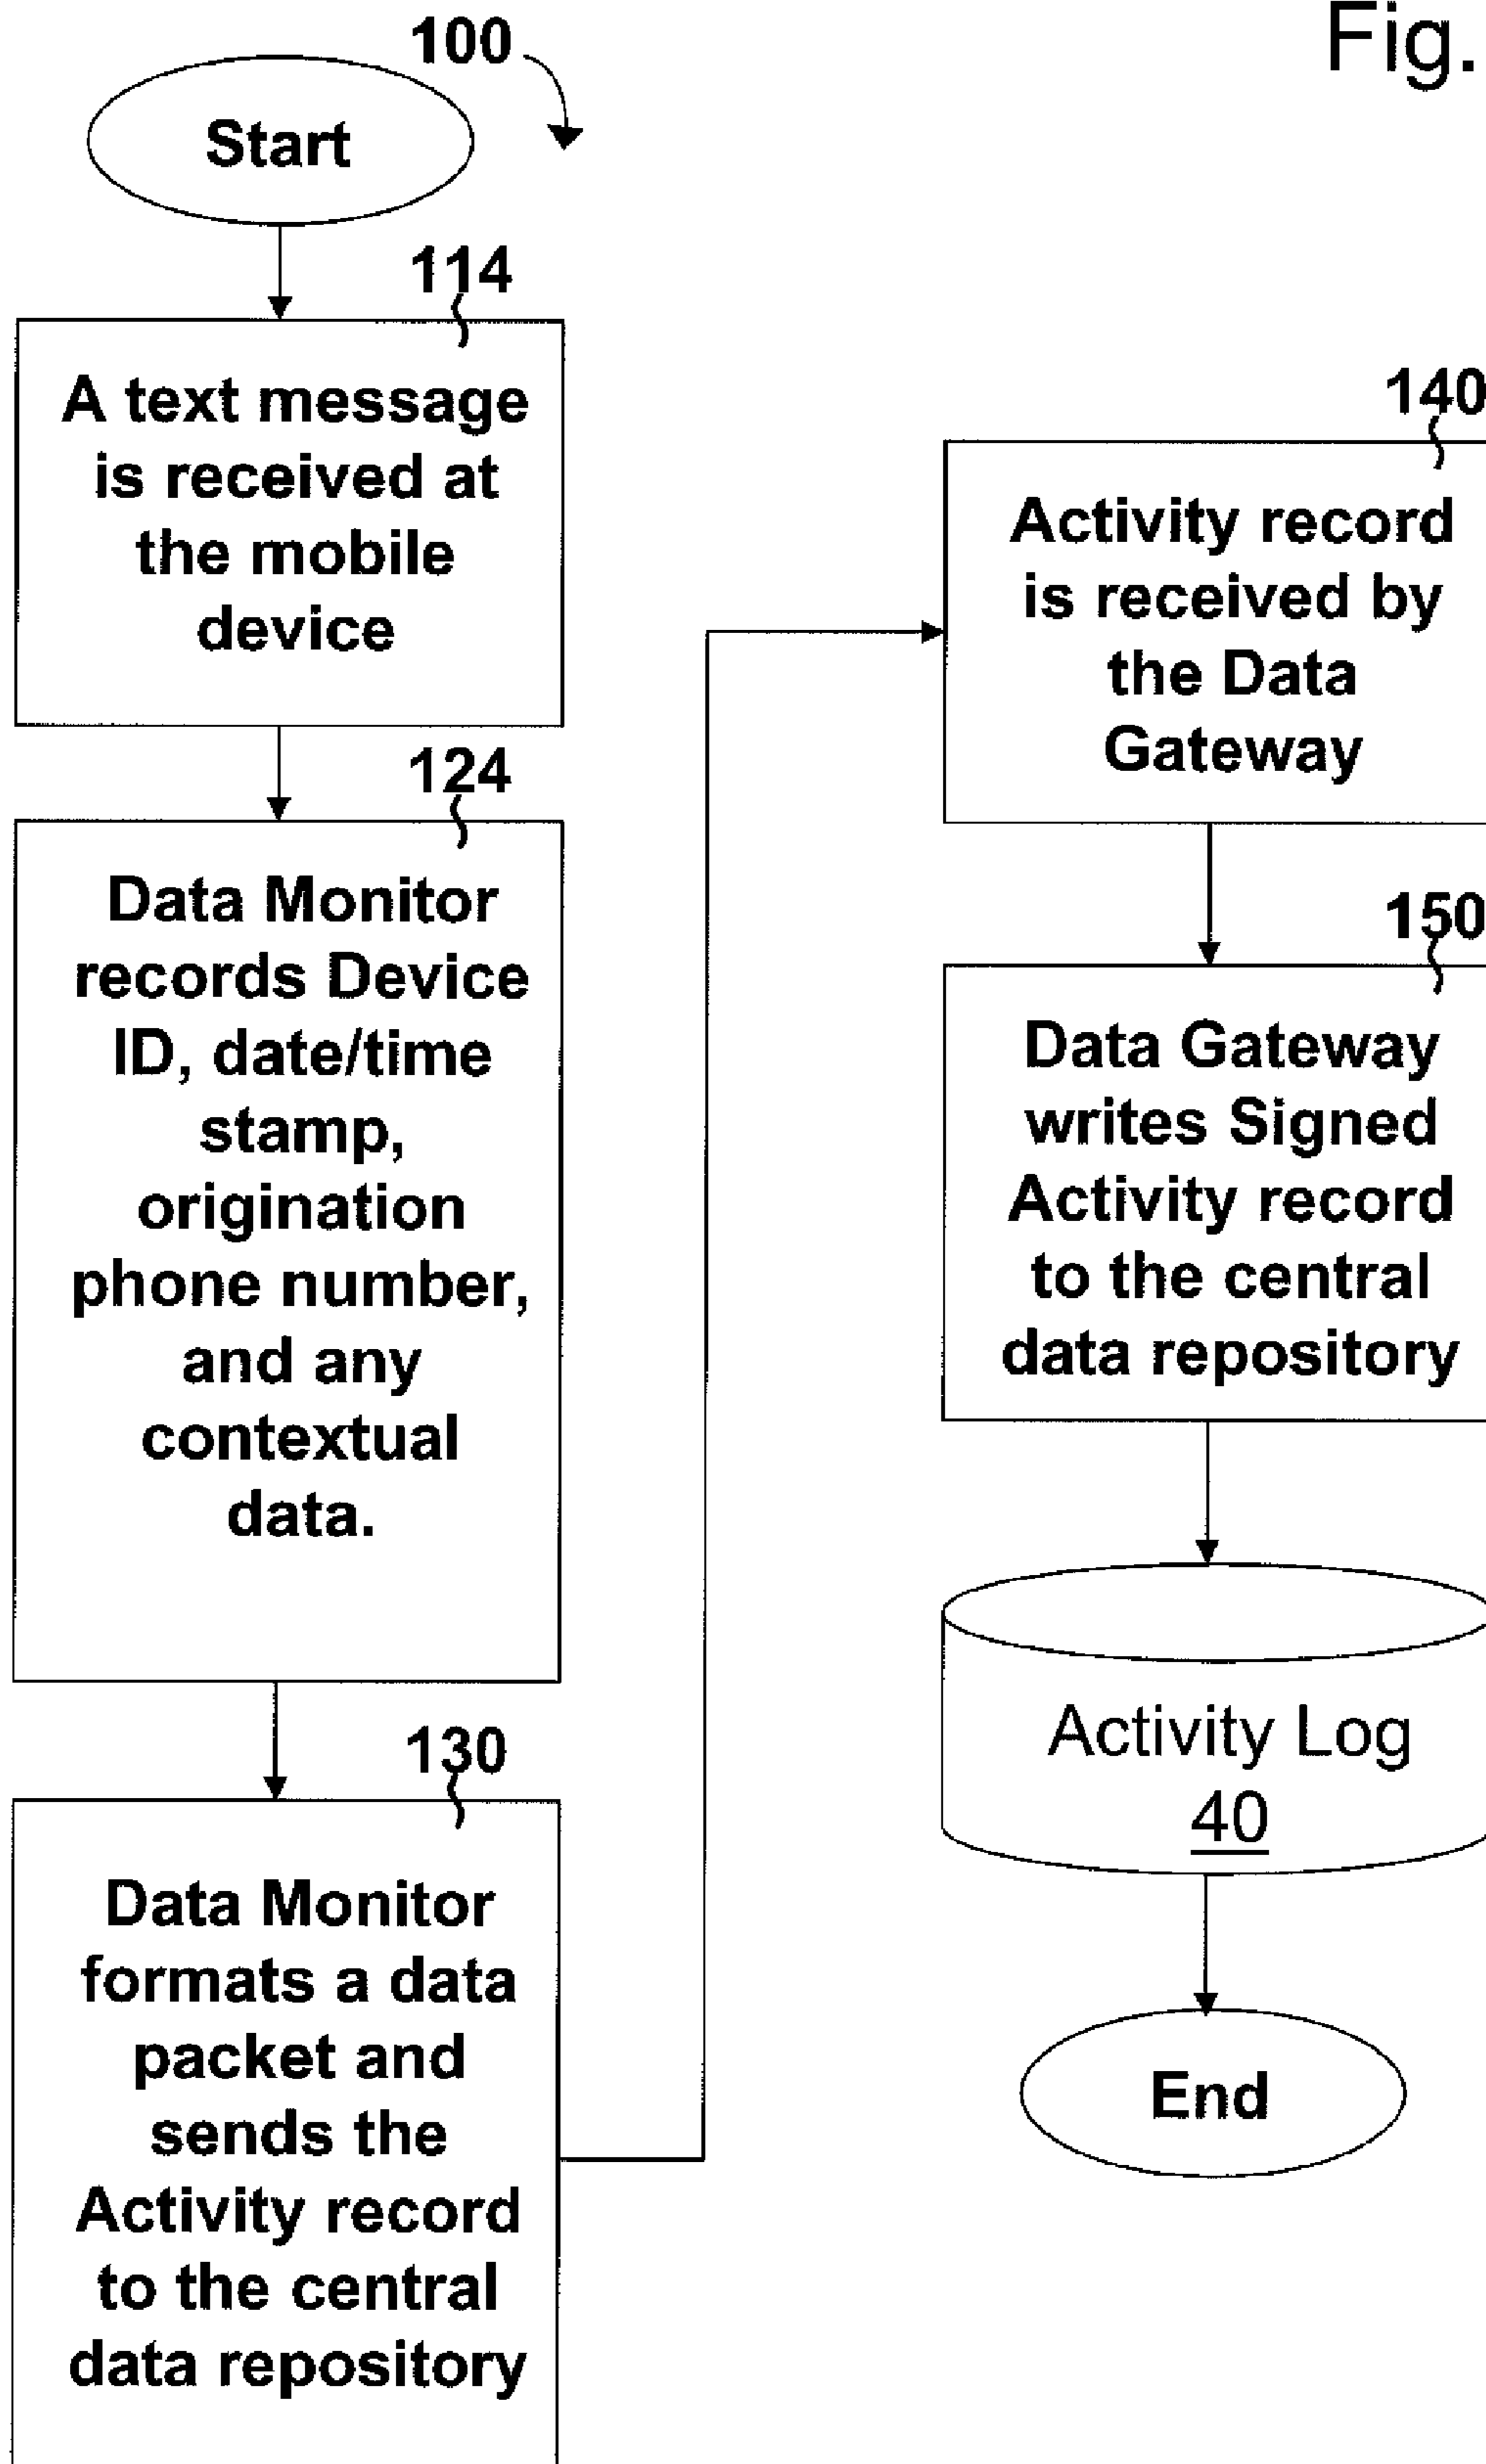 Fig.
100
Start
114
A text message
is received at
the mobile
device
124
Data Monitor
records Device
ID, date/time
stamp,
origination
phone number,
and any
contextual
data.
130
Data Monitor
formats a data
packet and
sends the
Activity record
to the central
data repository
140
Activity record
is received by
the Data
Gateway
150
Data Gateway
writes Signed
Activity record
to the central
data repository
Activity Log
40
End